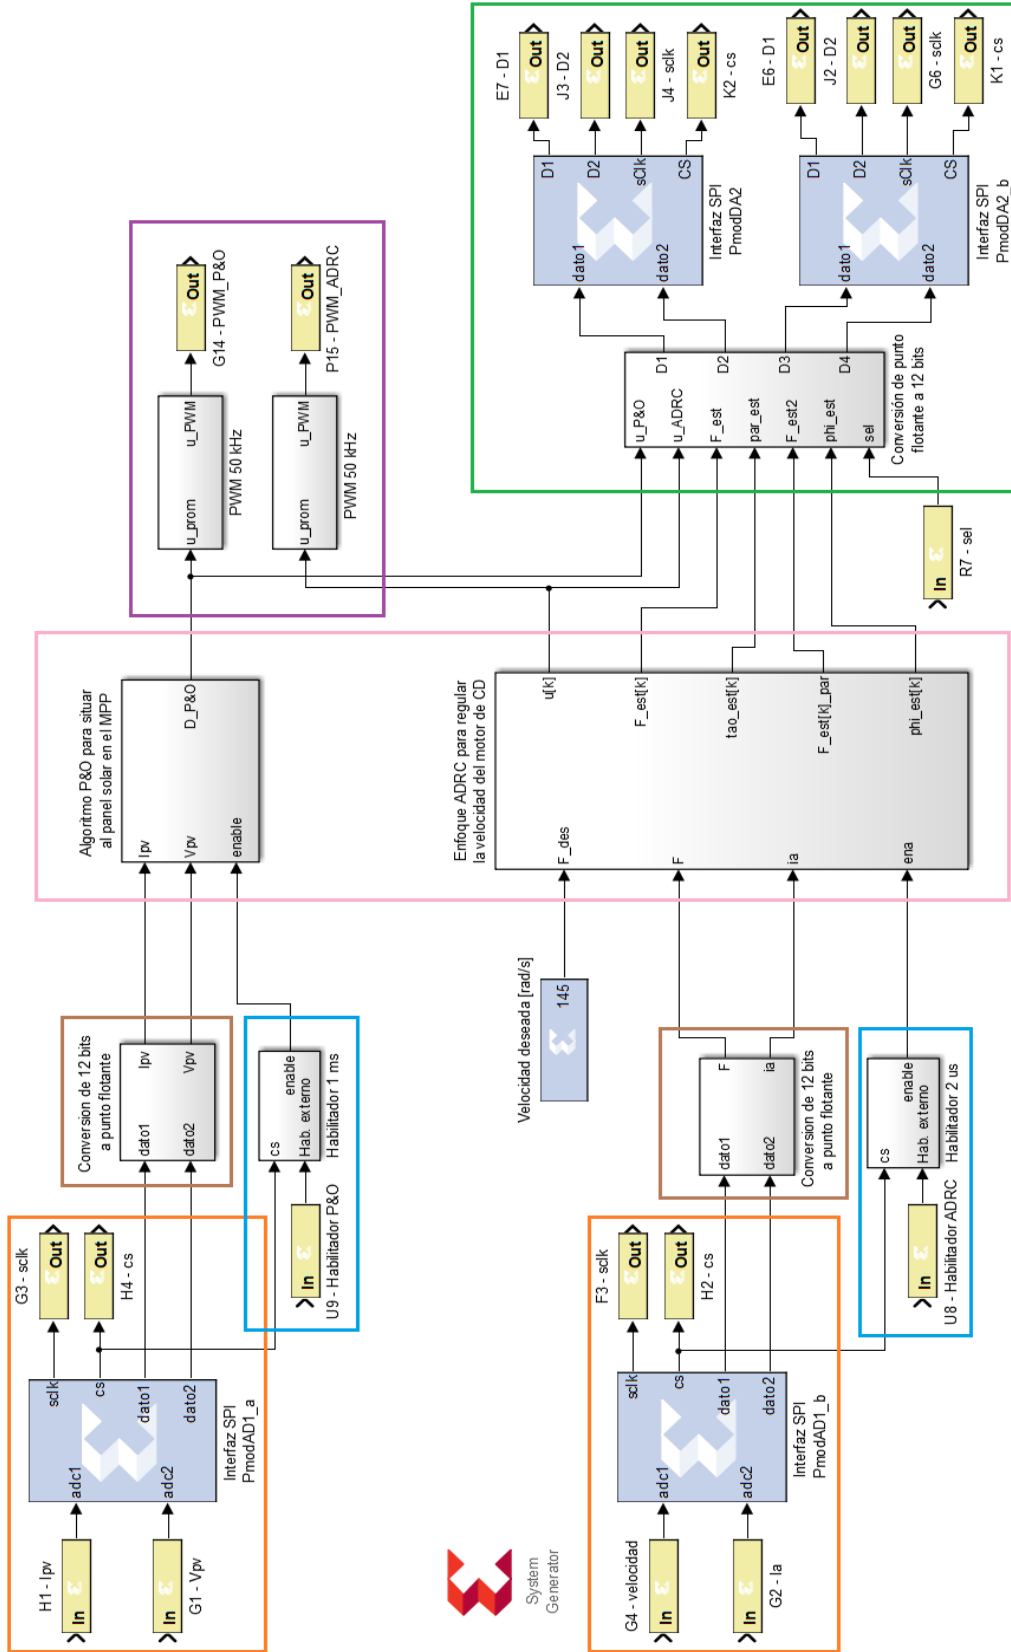 H1 - Ipv
In
G1 - Vpv
In
adc1
adc2
sclk
cs
dato1
dato2
Interfaz SPI
PmodAD1_a
G3 - sclk
Out
H4 - cs
Out
Conversion de 12 bits
a punto flotante
dato1
dato2
Ipv
Vpv
In
U9 - Habilitador P&O
cs
Hab. externo
enable
Habilitador 1 ms
Algoritmo P&O para situar
al panel solar en el MPP
Ipv
Vpv
enable
D_P&O
u_prom
u_PWM
PWM 50 kHz
Out
G14 - PWM_P&O
u_prom
u_PWM
PWM 50 kHz
Out
P15 - PWM_ADRC
System
Generator
Velocidad deseada [rad/s]
145
G4 - velocidad
In
G2 - Ia
In
adc1
adc2
sclk
cs
dato1
dato2
Interfaz SPI
PmodAD1_b
F3 - sclk
Out
H2 - cs
Out
dato1
dato2
F
ia
Conversion de 12 bits
a punto flotante
In
U8 - Habilitador ADRC
cs
Hab. externo
enable
Habilitador 2 us
Enfoque ADRC para regular
la velocidad del motor de CD
F_des
F
ia
ena
u[k]
F_est[k]
tao_est[k]
F_est[k]_par
phi_est[k]
In
R7 - sel
u_P&O
u_ADRC
F_est
par_est
F_est2
phi_est
sel
D1
D2
D3
D4
Conversión de punto
flotante a 12 bits
dato1
dato2
D1
D2
sClk
CS
Interfaz SPI
PmodDA2
E7 - D1
Out
J3 - D2
Out
J4 - sclk
Out
K2 - cs
Out
dato1
dato2
D1
D2
sClk
CS
Interfaz SPI
PmodDA2_b
E6 - D1
Out
J2 - D2
Out
G6 - sclk
Out
K1 - cs
Out